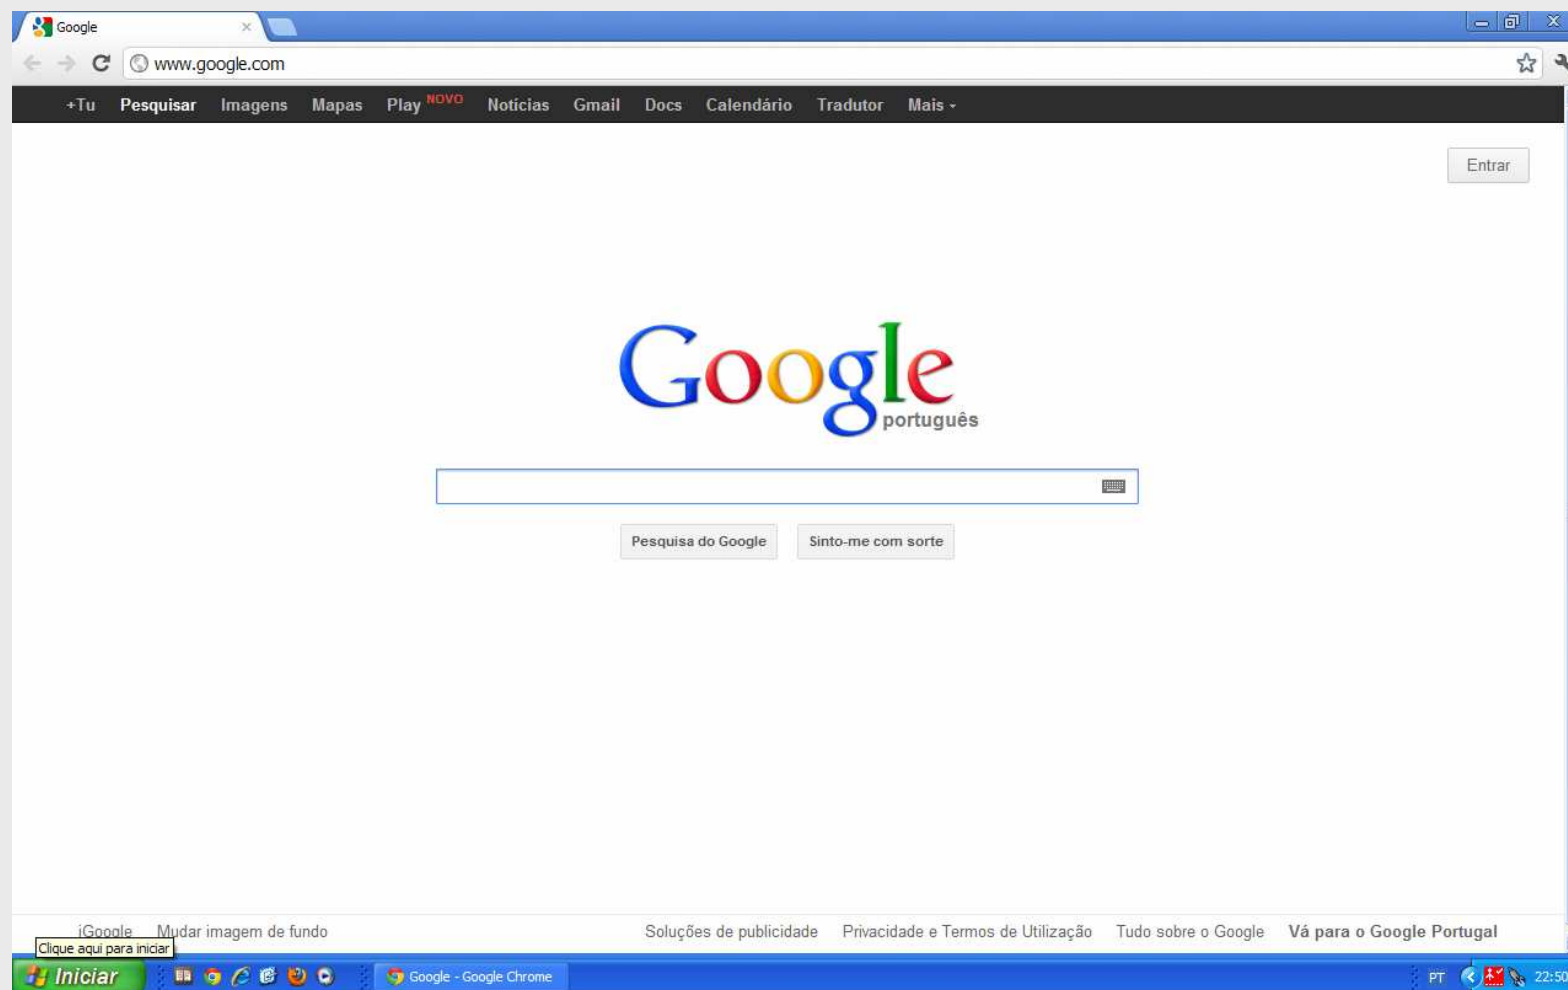 Google
www.google.com
+Tu Pesquisar Imagens Mapas Play NOVO Notícias Gmail Docs Calendário Tradutor Mais
Entrar
Google
português
Pesquisa do Google Sinto-me com sorte
iGoogle Mudar imagem de fundo Soluções de publicidade Privacidade e Termos de Utilização Tudo sobre o Google Vá para o Google Portugal
Clique aqui para iniciar
Iniciar Google - Google Chrome PT 22:50